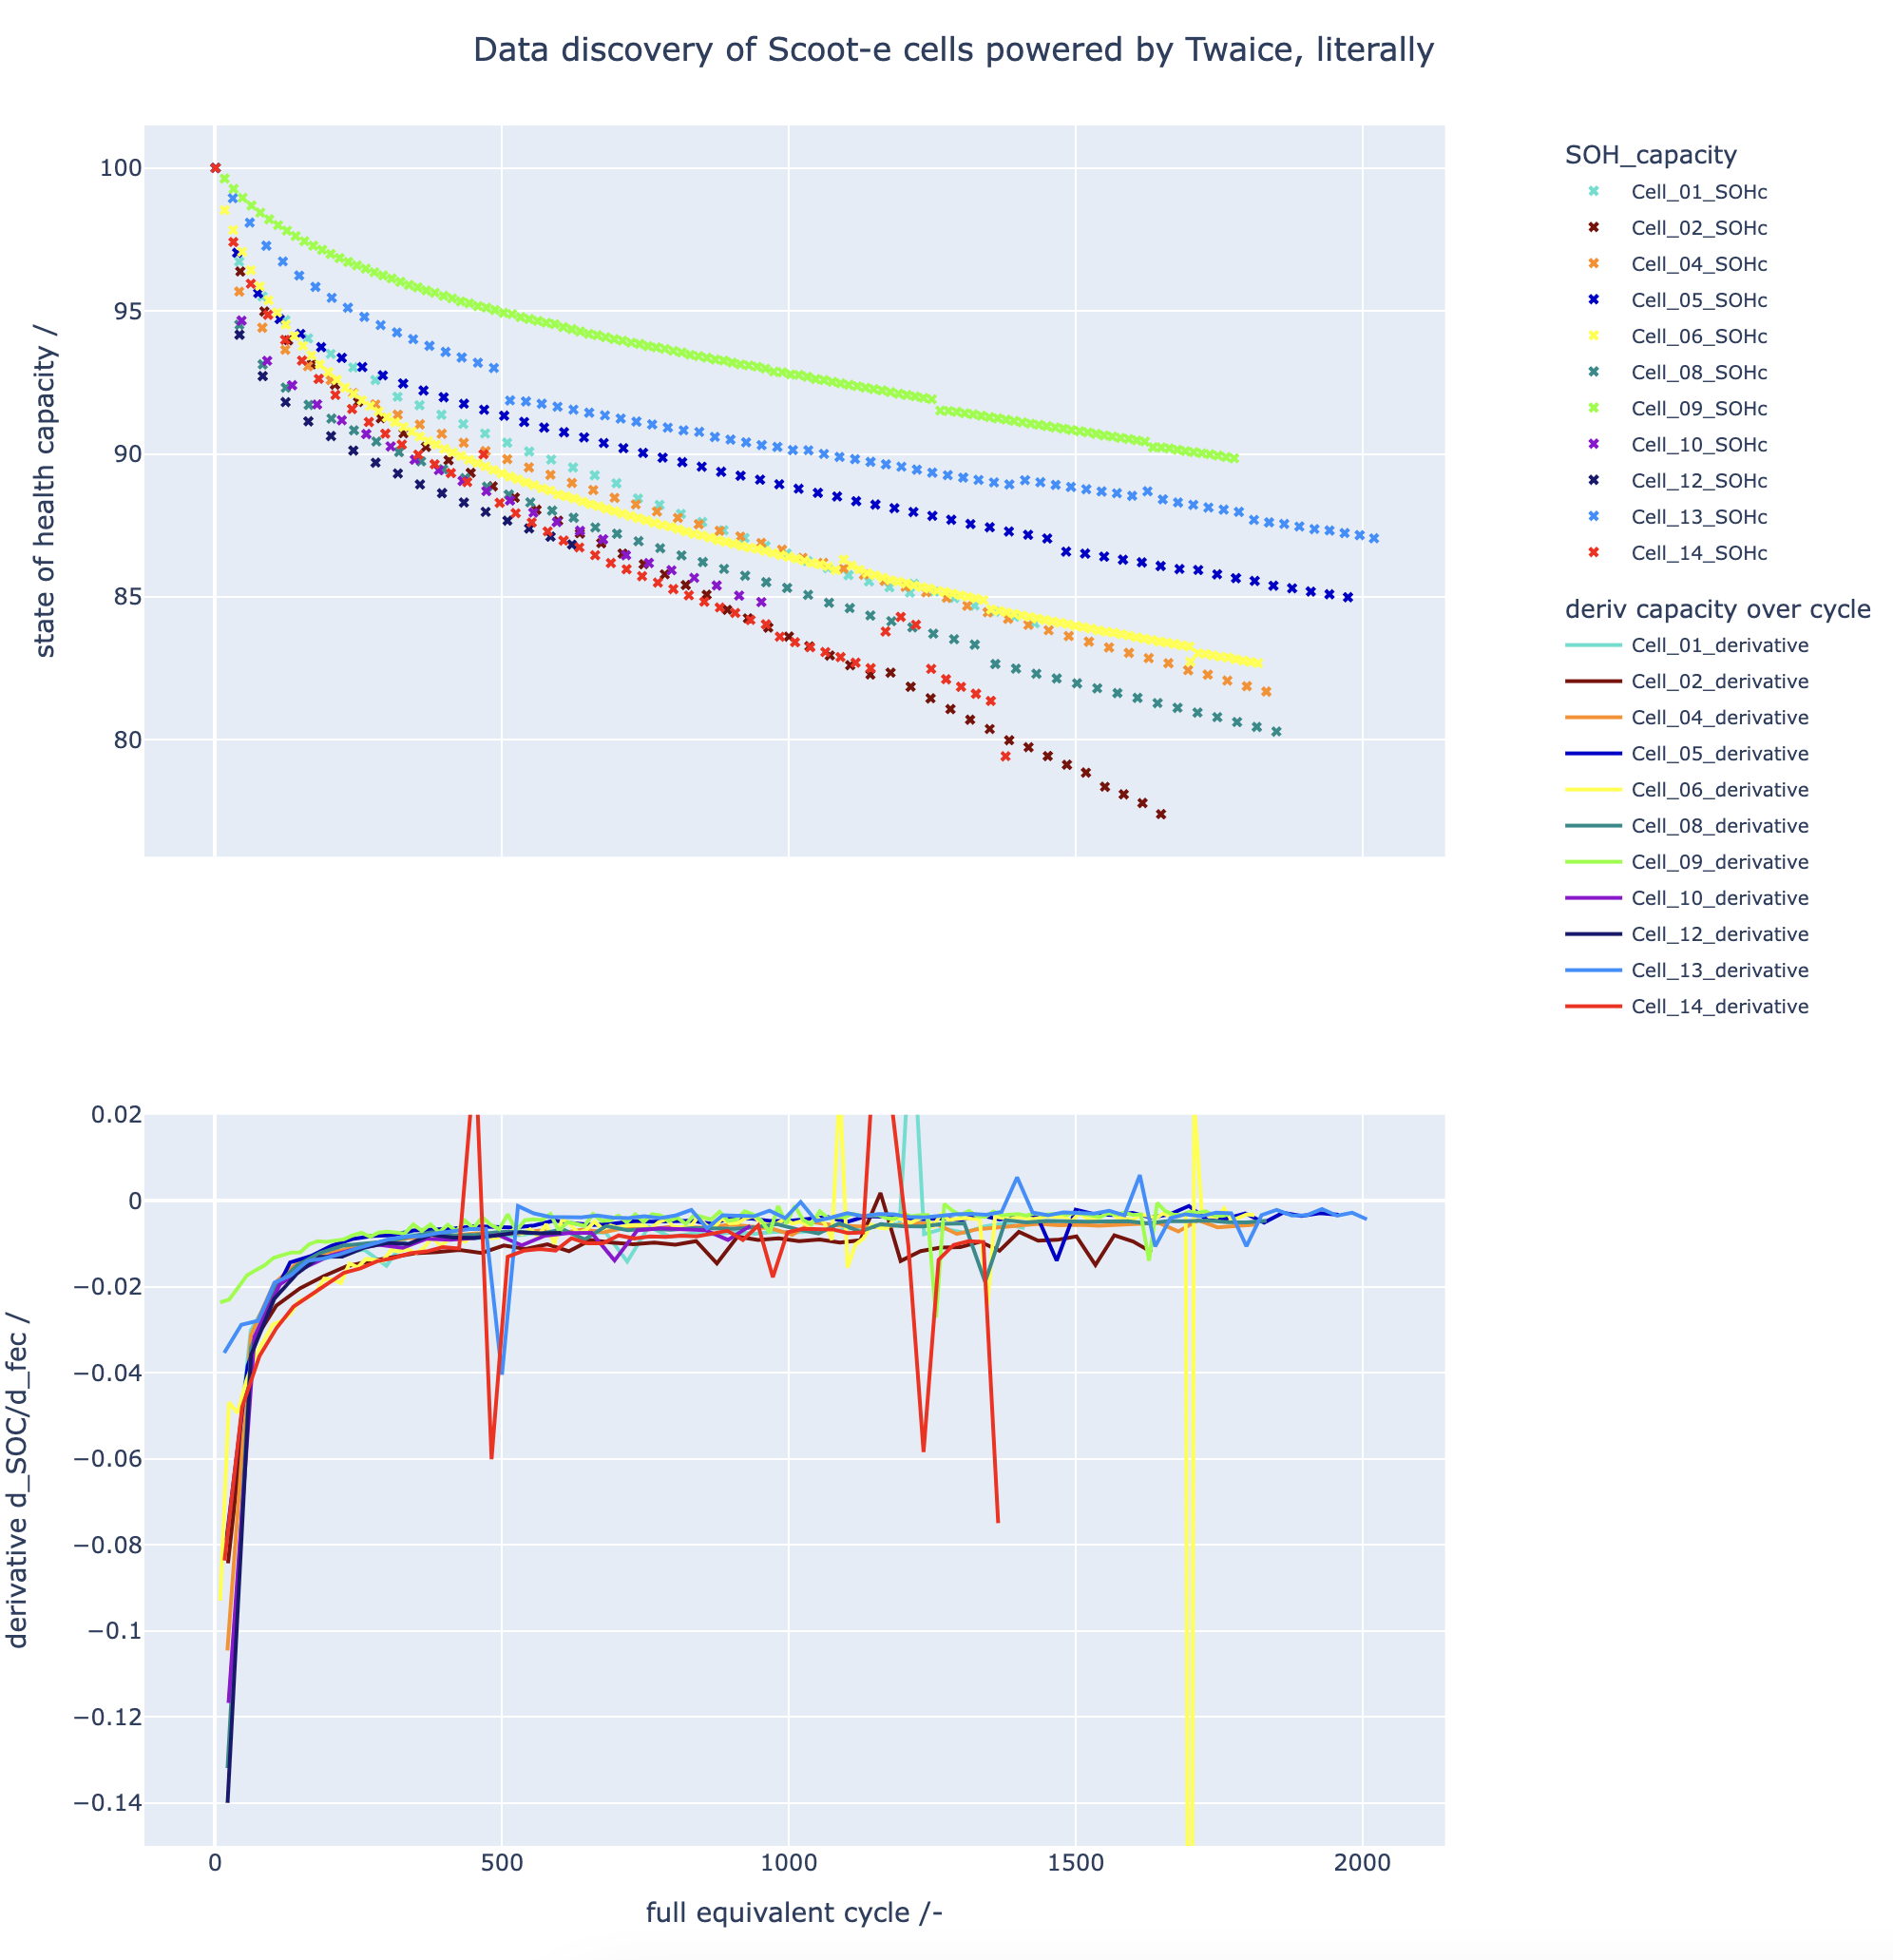 Data discovery of Scoot-e cells powered by Twaice, literally
100
95
90
85
80
state of health capacity /
SOH_capacity
Cell_01_SOHc
Cell_02_SOHc
Cell_04_SOHc
Cell_05_SOHc
Cell_06_SOHc
Cell_08_SOHc
Cell_09_SOHc
Cell_10_SOHc
Cell_12_SOHc
Cell_13_SOHc
Cell_14_SOHc
deriv capacity over cycle
Cell_01_derivative
Cell_02_derivative
Cell_04_derivative
Cell_05_derivative
Cell_06_derivative
Cell_08_derivative
Cell_09_derivative
Cell_10_derivative
Cell_12_derivative
Cell_13_derivative
Cell_14_derivative
0.02
0
−0.02
−0.04
−0.06
−0.08
−0.1
−0.12
−0.14
derivative d_SOC/d_fec /
0 500 1000 1500 2000
full equivalent cycle /-